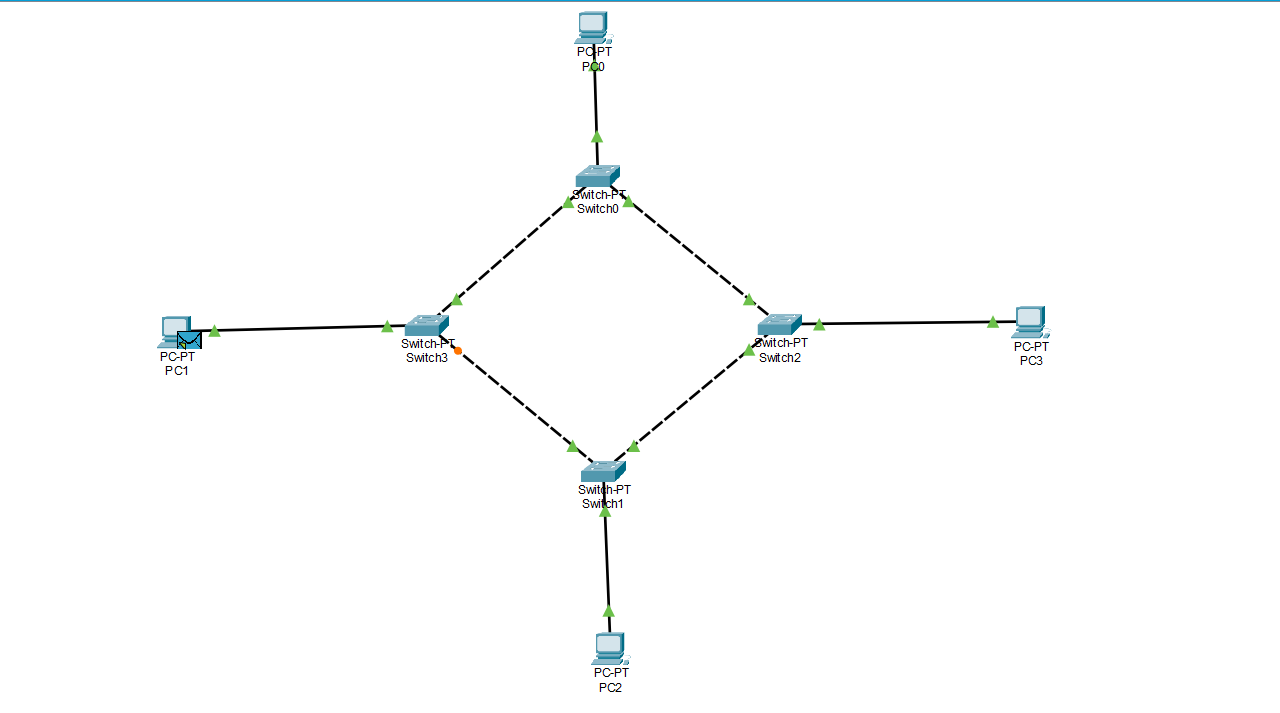 PC-PT
PC0
Switch-PT
Switch0
PC-PT
PC1
Switch-PT
Switch3
Switch-PT
Switch2
PC-PT
PC3
Switch-PT
Switch1
PC-PT
PC2